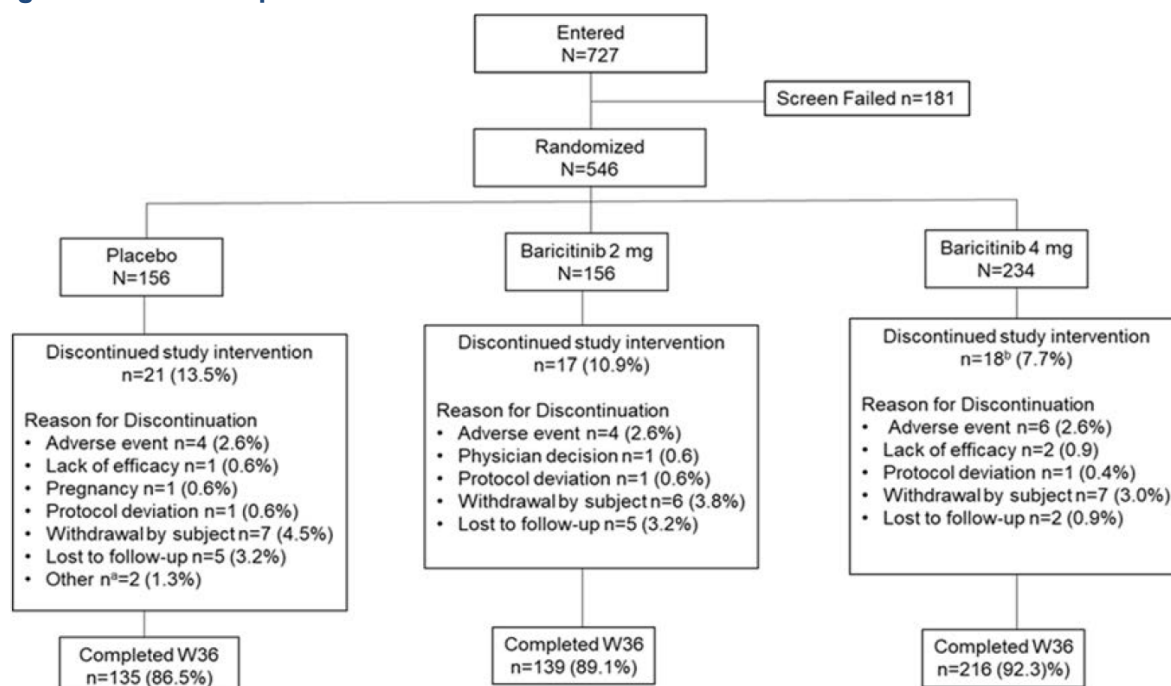 Entered
N=727
Screen Failed n=181
Randomized
N=546
Placebo
N=156
Discontinued study intervention
n=21 (13.5%)
Reason for Discontinuation
• Adverse event n=4 (2.6%)
• Lack of efficacy n=1 (0.6%)
• Pregnancy n=1 (0.6%)
• Protocol deviation n=1 (0.6%)
• Withdrawal by subject n=7 (4.5%)
• Lost to follow-up n=5 (3.2%)
• Other nᵃ=2 (1.3%)
Completed W36
n=135 (86.5%)
Baricitinib 2 mg
N=156
Discontinued study intervention
n=17 (10.9%)
Reason for Discontinuation
• Adverse event n=4 (2.6%)
• Physician decision n=1 (0.6)
• Protocol deviation n=1 (0.6%)
• Withdrawal by subject n=6 (3.8%)
• Lost to follow-up n=5 (3.2%)
Completed W36
n=139 (89.1%)
Baricitinib 4 mg
N=234
Discontinued study intervention
n=18ᵇ (7.7%)
Reason for Discontinuation
• Adverse event n=6 (2.6%)
• Lack of efficacy n=2 (0.9)
• Protocol deviation n=1 (0.4%)
• Withdrawal by subject n=7 (3.0%)
• Lost to follow-up n=2 (0.9%)
Completed W36
n=216 (92.3)%)